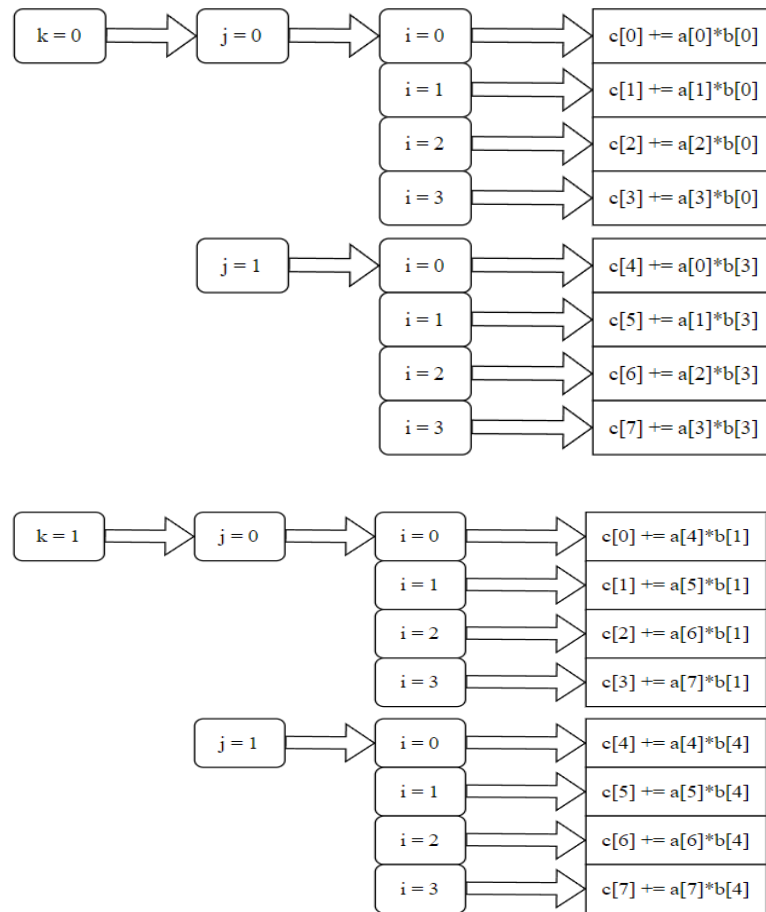 k = 0 j = 0 i = 0 c[0] += a[0]*b[0]
i = 1 c[1] += a[1]*b[0]
i = 2 c[2] += a[2]*b[0]
i = 3 c[3] += a[3]*b[0]
j = 1 i = 0 c[4] += a[0]*b[3]
i = 1 c[5] += a[1]*b[3]
i = 2 c[6] += a[2]*b[3]
i = 3 c[7] += a[3]*b[3]
k = 1 j = 0 i = 0 c[0] += a[4]*b[1]
i = 1 c[1] += a[5]*b[1]
i = 2 c[2] += a[6]*b[1]
i = 3 c[3] += a[7]*b[1]
j = 1 i = 0 c[4] += a[4]*b[4]
i = 1 c[5] += a[5]*b[4]
i = 2 c[6] += a[6]*b[4]
i = 3 c[7] += a[7]*b[4]